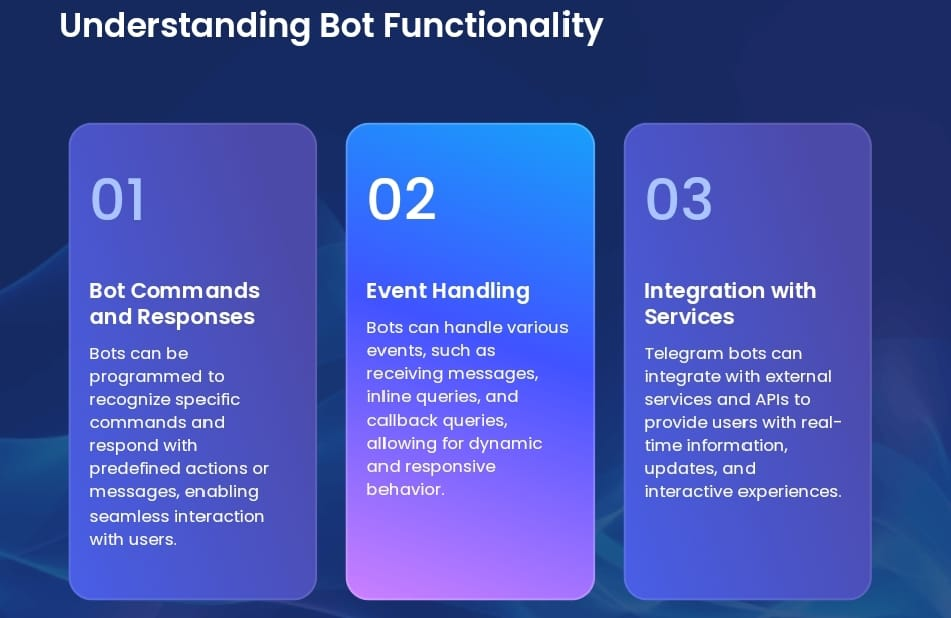 Understanding Bot Functionality
01
Bot Commands
and Responses
Bots can be
programmed to
recognize specific
commands and
respond with
predefined actions or
messages, enabling
seamless interaction
with users.
02
Event Handling
Bots can handle various
events, such as
receiving messages,
inline queries, and
callback queries,
allowing for dynamic
and responsive
behavior.
03
Integration with
Services
Telegram bots can
integrate with external
services and APIs to
provide users with real-
time information,
updates, and
interactive experiences.